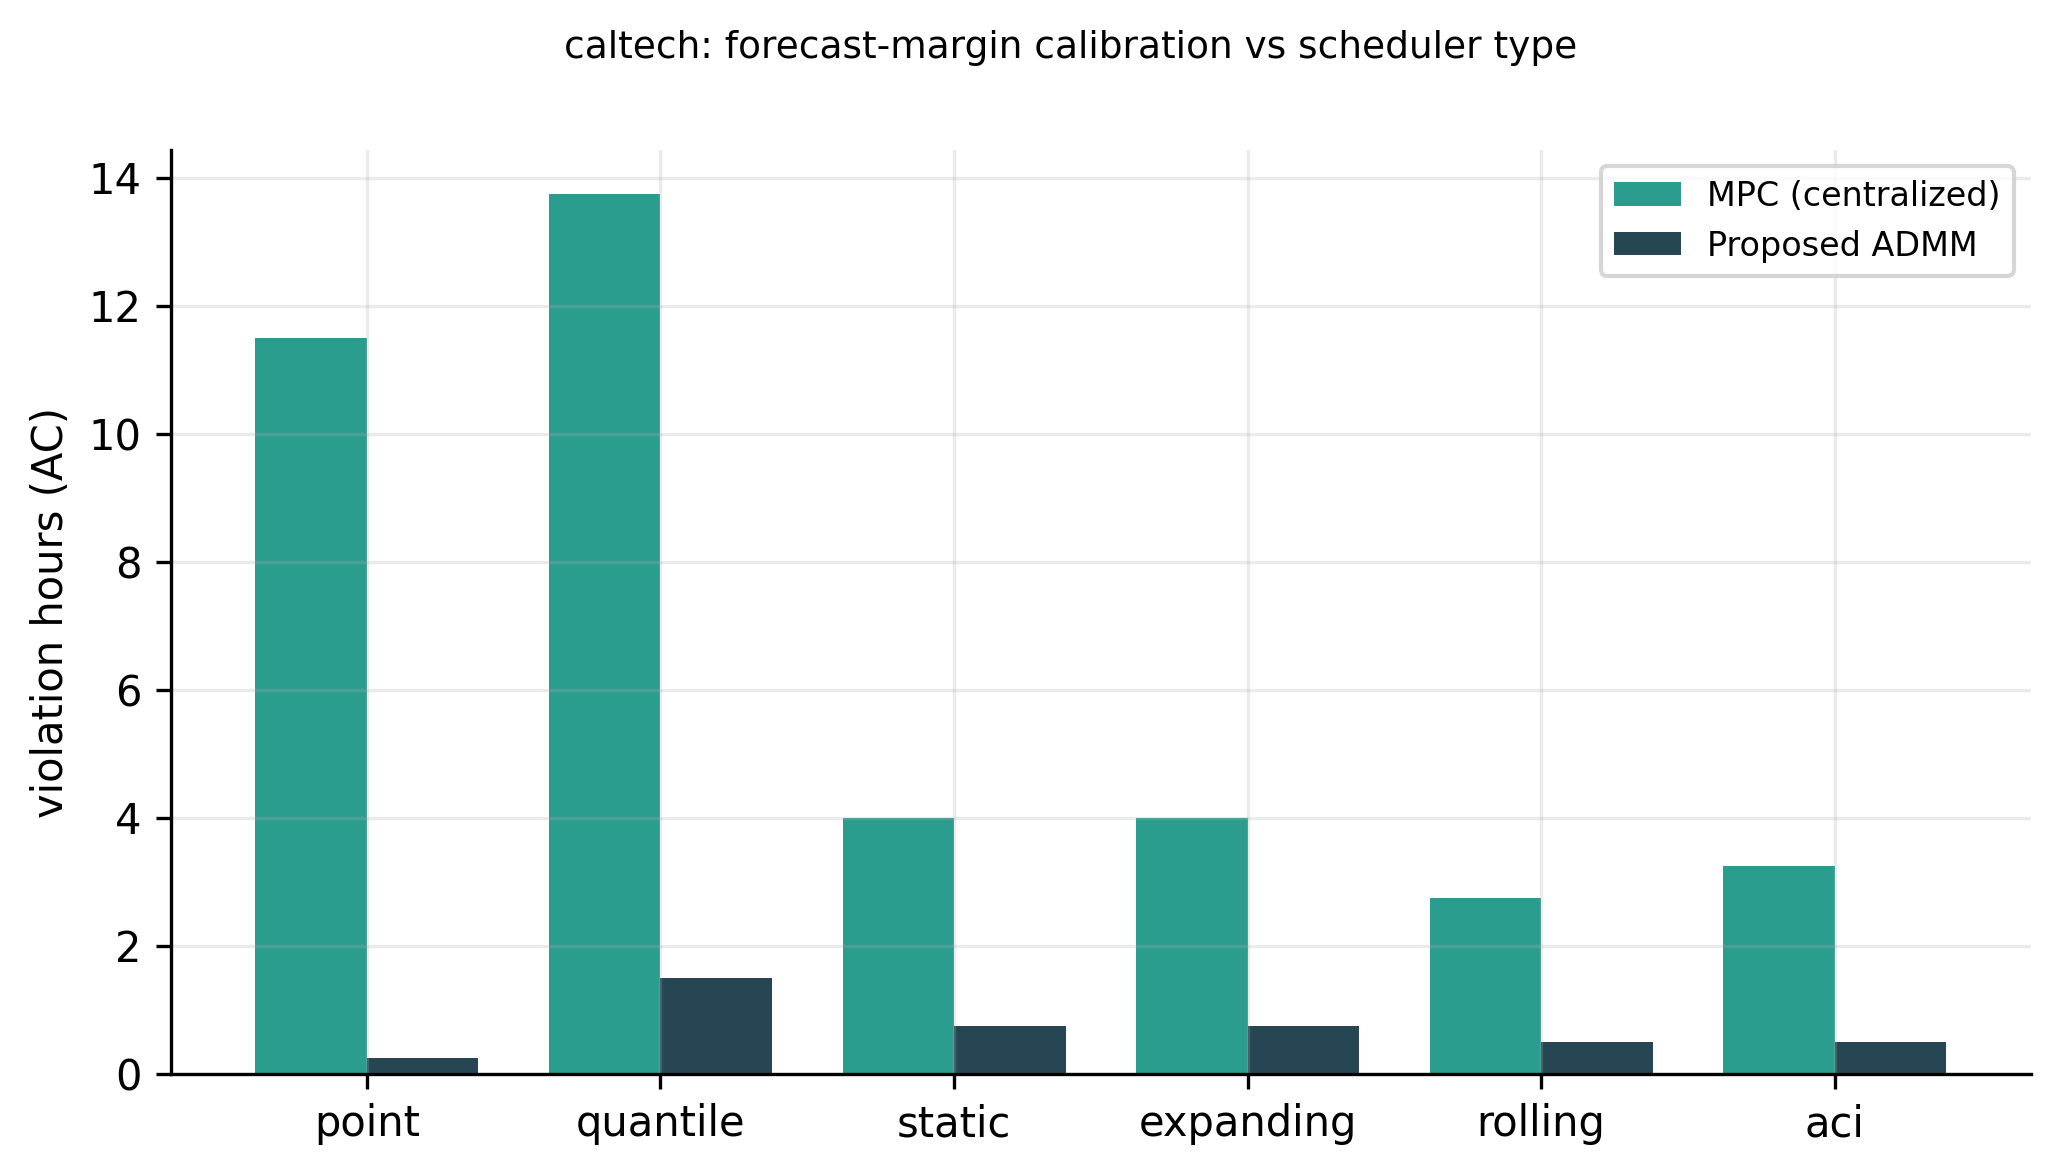 caltech: forecast-margin calibration vs scheduler type
14
12
10
8
6
4
2
0
violation hours (AC)
MPC (centralized)
Proposed ADMM
point
quantile
static
expanding
rolling
aci